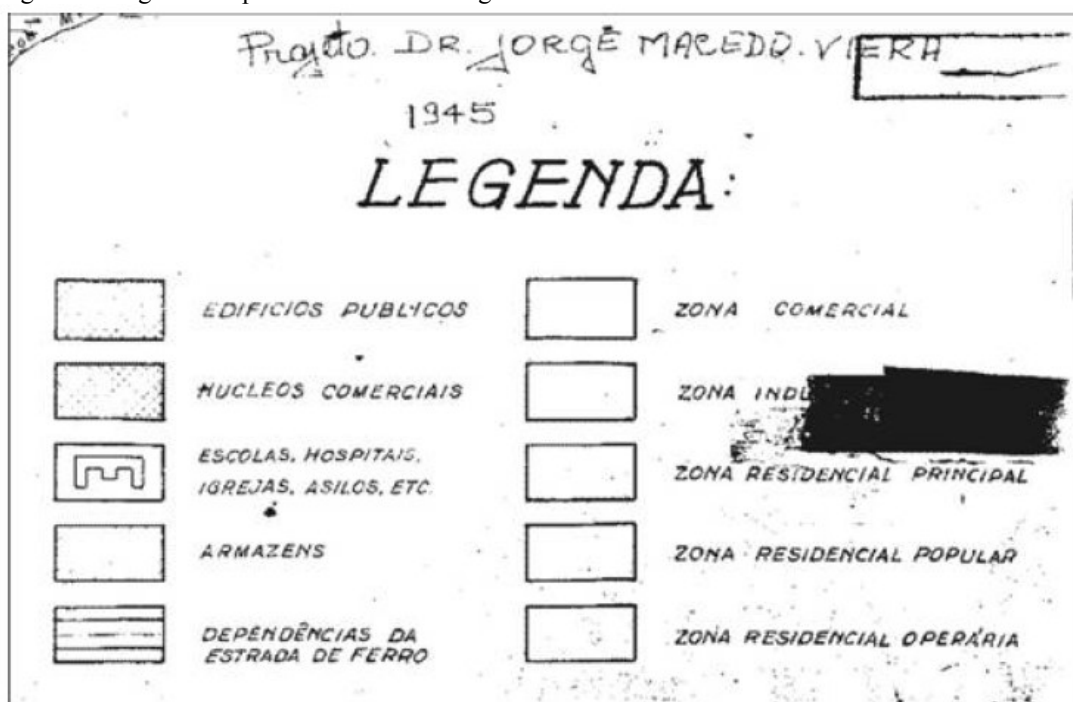 Projeto. DR. JORGE MACEDO. VIERA
1945
LEGENDA:
EDIFICIOS PUBLICOS
NUCLEOS COMERCIAIS
ESCOLAS, HOSPITAIS,
IGREJAS, ASILOS, ETC.
ARMAZENS
DEPENDÊNCIAS DA
ESTRADA DE FERRO
ZONA COMERCIAL
ZONA
ZONA RESIDENCIAL PRINCIPAL
ZONA RESIDENCIAL POPULAR
ZONA RESIDENCIAL OPERÁRIA